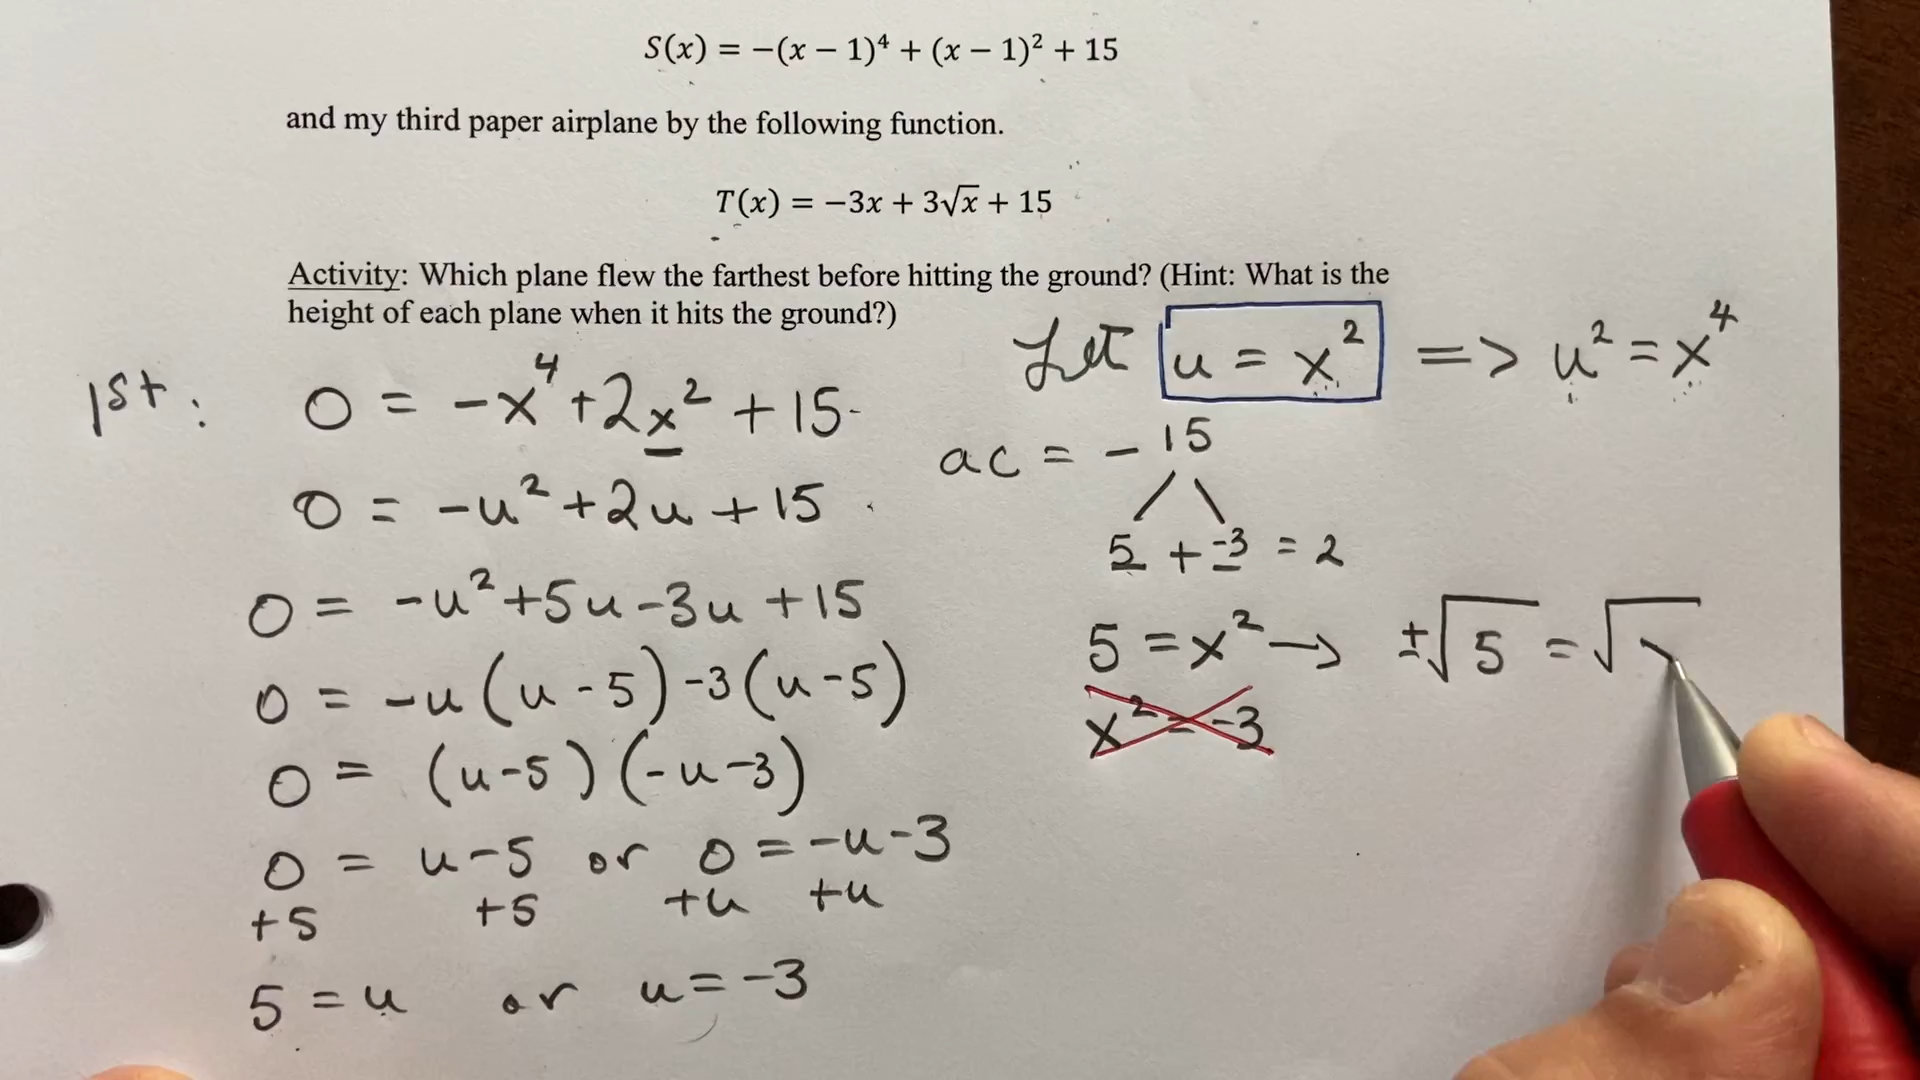 S(x) = −(x − 1)⁴ + (x − 1)² + 15
and my third paper airplane by the following function.
T(x) = −3x + 3√x + 15
Activity: Which plane flew the farthest before hitting the ground? (Hint: What is the
height of each plane when it hits the ground?)
1st: 0 = -x⁴ + 2x² + 15
0 = -u² + 2u + 15
0 = -u² + 5u - 3u + 15
0 = -u(u - 5) - 3(u - 5)
0 = (u - 5)(-u - 3)
0 = u - 5 or 0 = -u - 3
+5 +5 +u +u
5 = u or u = -3
Let u = x² => u² = x⁴
ac = -15
5 + -3 = 2
5 = x² → ±√5 = √
x² = -3